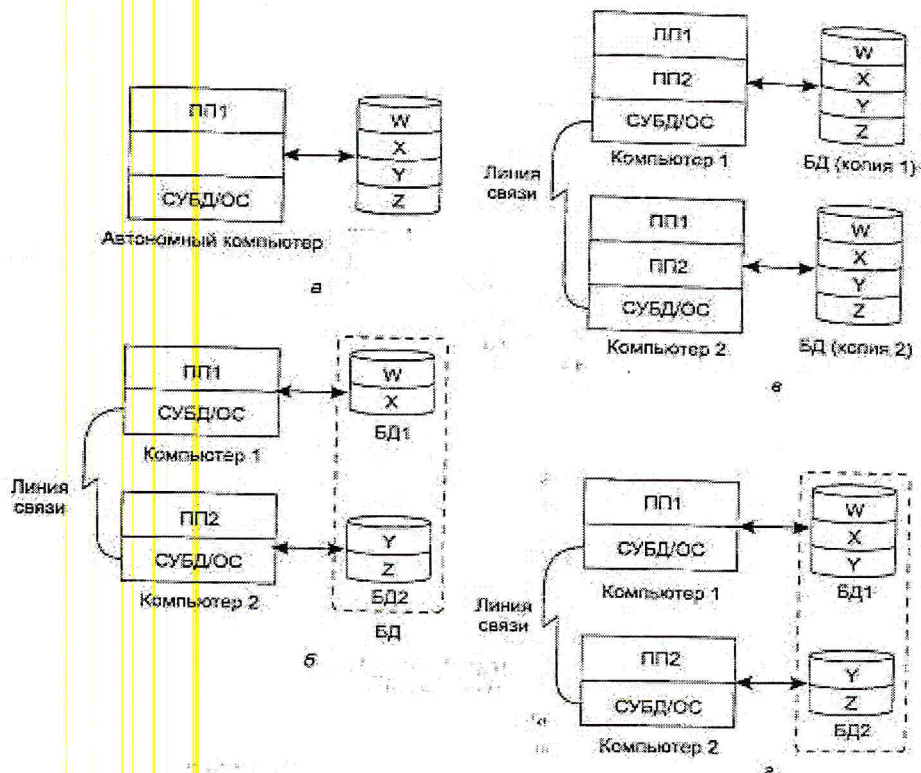 ПП1
СУБД/ОС
Автономный компьютер
W
X
Y
Z
а
ПП1
СУБД/ОС
Компьютер 1
W
X
БД1
Линия
связи
ПП2
СУБД/ОС
Компьютер 2
Y
Z
БД2
БД
б
ПП1
ПП2
СУБД/ОС
Компьютер 1
W
X
Y
Z
БД (копия 1)
Линия
связи
ПП1
ПП2
СУБД/ОС
Компьютер 2
W
X
Y
Z
БД (копия 2)
в
ПП1
СУБД/ОС
Компьютер 1
W
X
Y
БД1
Линия
связи
ПП2
СУБД/ОС
Компьютер 2
Y
Z
БД2
г